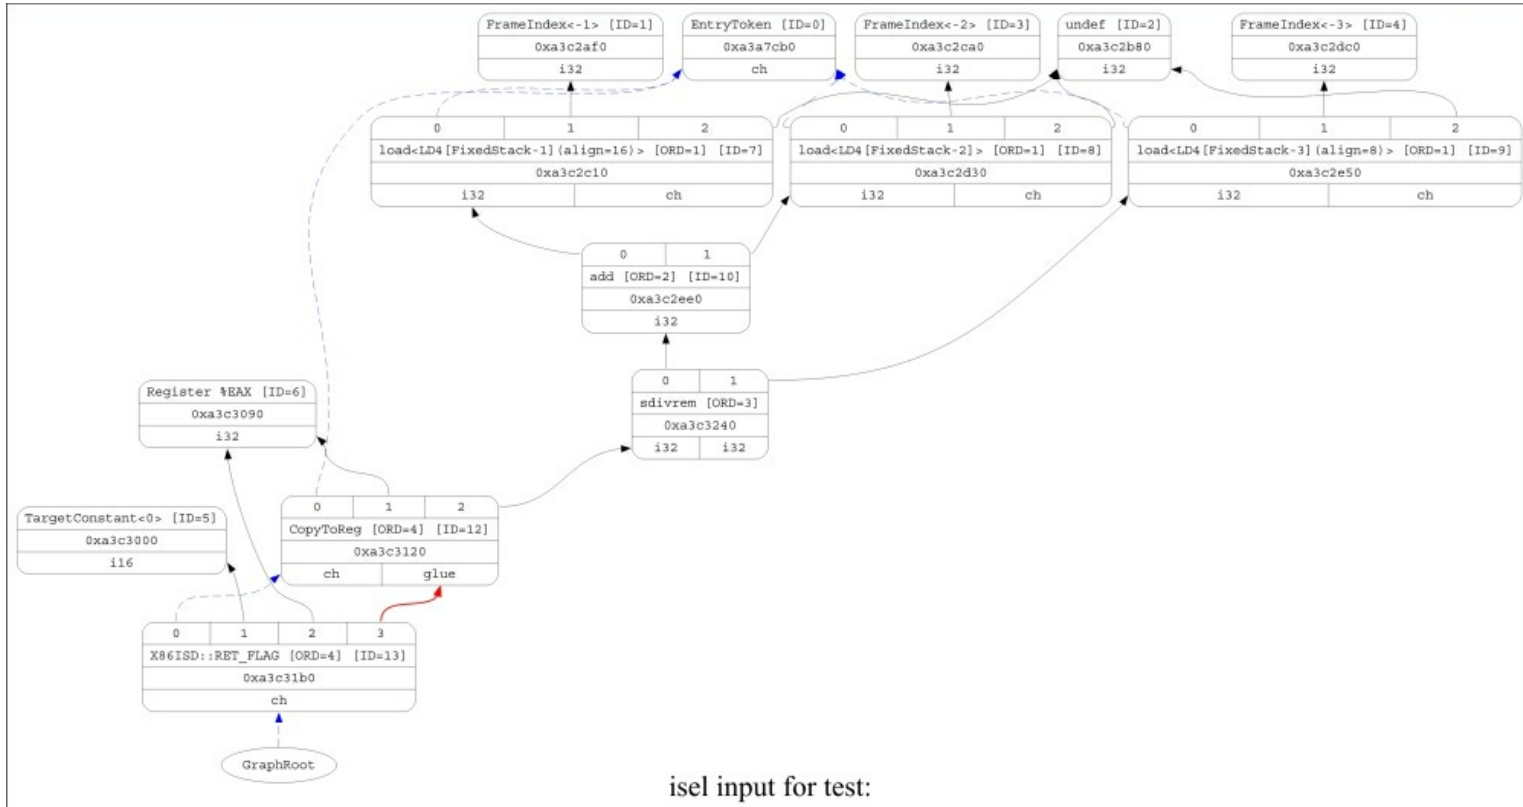 FrameIndex<-1> [ID=1]
0xa3c2af0
i32
EntryToken [ID=0]
0xa3a7cb0
ch
FrameIndex<-2> [ID=3]
0xa3c2ca0
i32
undef [ID=2]
0xa3c2b80
i32
FrameIndex<-3> [ID=4]
0xa3c2dc0
i32
0 1 2
load<LD4[FixedStack-1](align=16)> [ORD=1] [ID=7]
0xa3c2c10
i32 ch
0 1 2
load<LD4[FixedStack-2]> [ORD=1] [ID=8]
0xa3c2d30
i32 ch
0 1 2
load<LD4[FixedStack-3](align=8)> [ORD=1] [ID=9]
0xa3c2e50
i32 ch
0 1
add [ORD=2] [ID=10]
0xa3c2ee0
i32
0 1
sdivrem [ORD=3]
0xa3c3240
i32 i32
Register %EAX [ID=6]
0xa3c3090
i32
TargetConstant<0> [ID=5]
0xa3c3000
i16
0 1 2
CopyToReg [ORD=4] [ID=12]
0xa3c3120
ch glue
0 1 2 3
X86ISD::RET_FLAG [ORD=4] [ID=13]
0xa3c31b0
ch
GraphRoot
isel input for test: